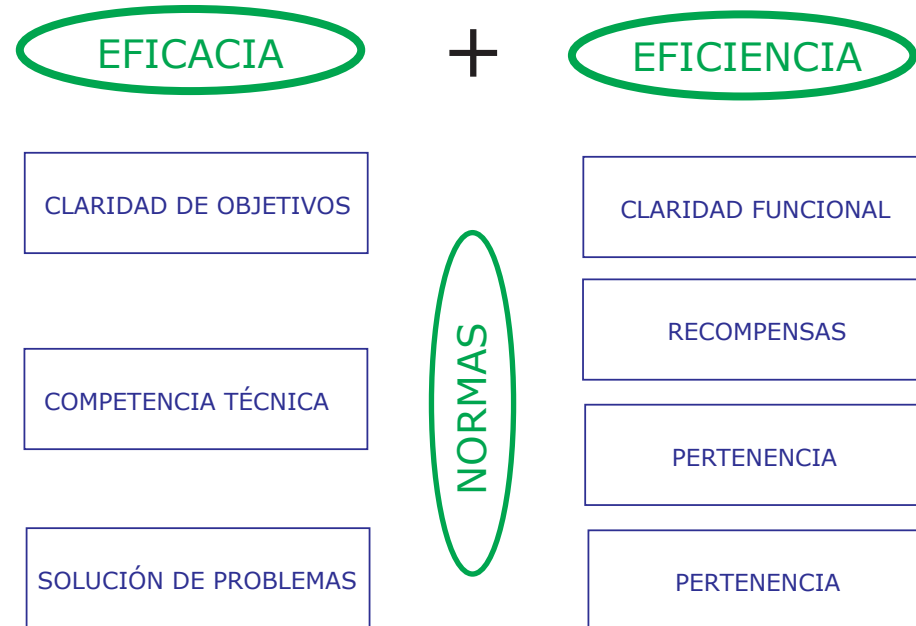 EFICACIA
+
EFICIENCIA
CLARIDAD DE OBJETIVOS
COMPETENCIA TÉCNICA
SOLUCIÓN DE PROBLEMAS
NORMAS
CLARIDAD FUNCIONAL
RECOMPENSAS
PERTENENCIA
PERTENENCIA